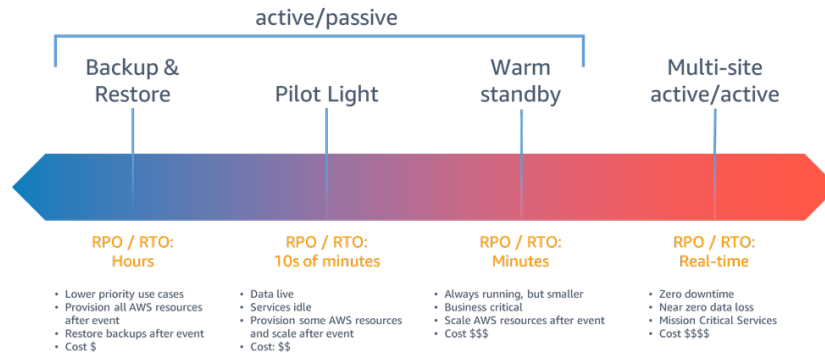 active/passive
Backup &
Restore
Pilot Light
Warm
standby
Multi-site
active/active
RPO / RTO:
Hours
RPO / RTO:
10s of minutes
RPO / RTO:
Minutes
RPO / RTO:
Real-time
• Lower priority use cases
• Provision all AWS resources
after event
• Restore backups after event
• Cost $
• Data live
• Services idle
• Provision some AWS resources
and scale after event
• Cost: $$
• Always running, but smaller
• Business critical
• Scale AWS resources after event
• Cost $$$
• Zero downtime
• Near zero data loss
• Mission Critical Services
• Cost $$$$